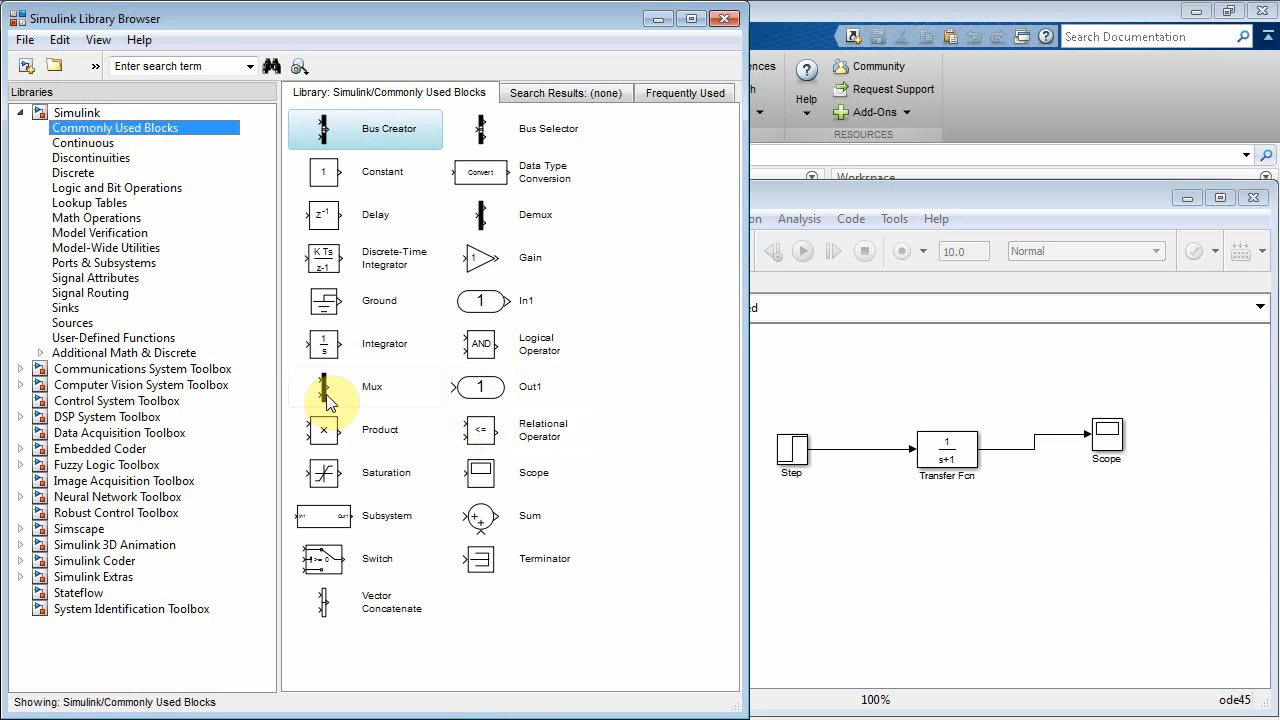 Simulink Library Browser
File Edit View Help
» Enter search term
Libraries
Simulink
Commonly Used Blocks
Continuous
Discontinuities
Discrete
Logic and Bit Operations
Lookup Tables
Math Operations
Model Verification
Model-Wide Utilities
Ports & Subsystems
Signal Attributes
Signal Routing
Sinks
Sources
User-Defined Functions
Additional Math & Discrete
Communications System Toolbox
Computer Vision System Toolbox
Control System Toolbox
DSP System Toolbox
Data Acquisition Toolbox
Embedded Coder
Fuzzy Logic Toolbox
Image Acquisition Toolbox
Neural Network Toolbox
Robust Control Toolbox
Simscape
Simulink 3D Animation
Simulink Coder
Simulink Extras
Stateflow
System Identification Toolbox
Showing: Simulink/Commonly Used Blocks
Library: Simulink/Commonly Used Blocks Search Results: (none) Frequently Used
Bus Creator Bus Selector
1 Constant Convert Data Type
Conversion
z-1 Delay Demux
K Ts
z-1
Discrete-Time
Integrator
1 Gain
Ground 1 In1
1
s
Integrator AND Logical
Operator
Mux 1 Out1
× Product <= Relational
Operator
Saturation Scope
Subsystem + + Sum
Switch Terminator
Vector
Concatenate
Search Documentation
Help
Community
Request Support
Add-Ons
RESOURCES
Workspace
Analysis Code Tools Help
10.0 Normal
Step
1
s+1
Transfer Fcn
Scope
100% ode45